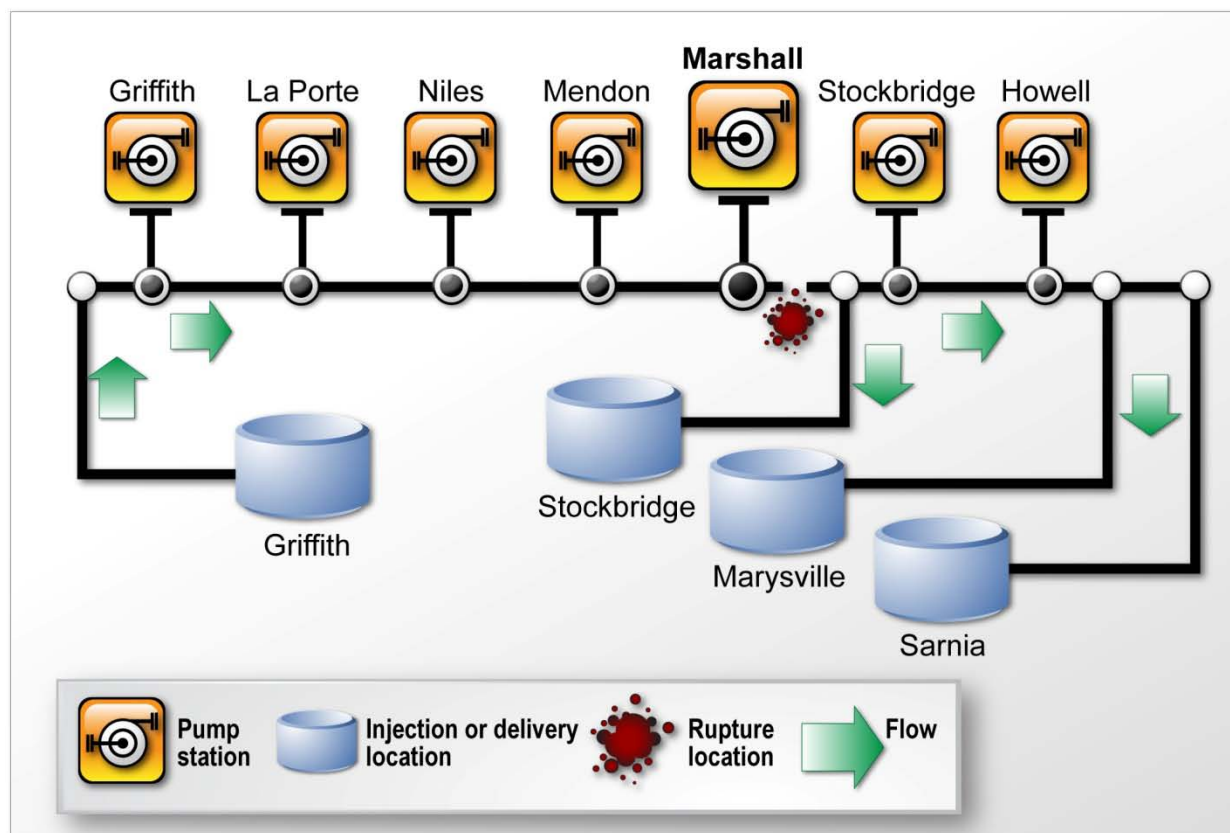 Griffith
La Porte
Niles
Mendon
Marshall
Stockbridge
Howell
Griffith
Stockbridge
Marysville
Sarnia
Pump
station
Injection or delivery
location
Rupture
location
Flow